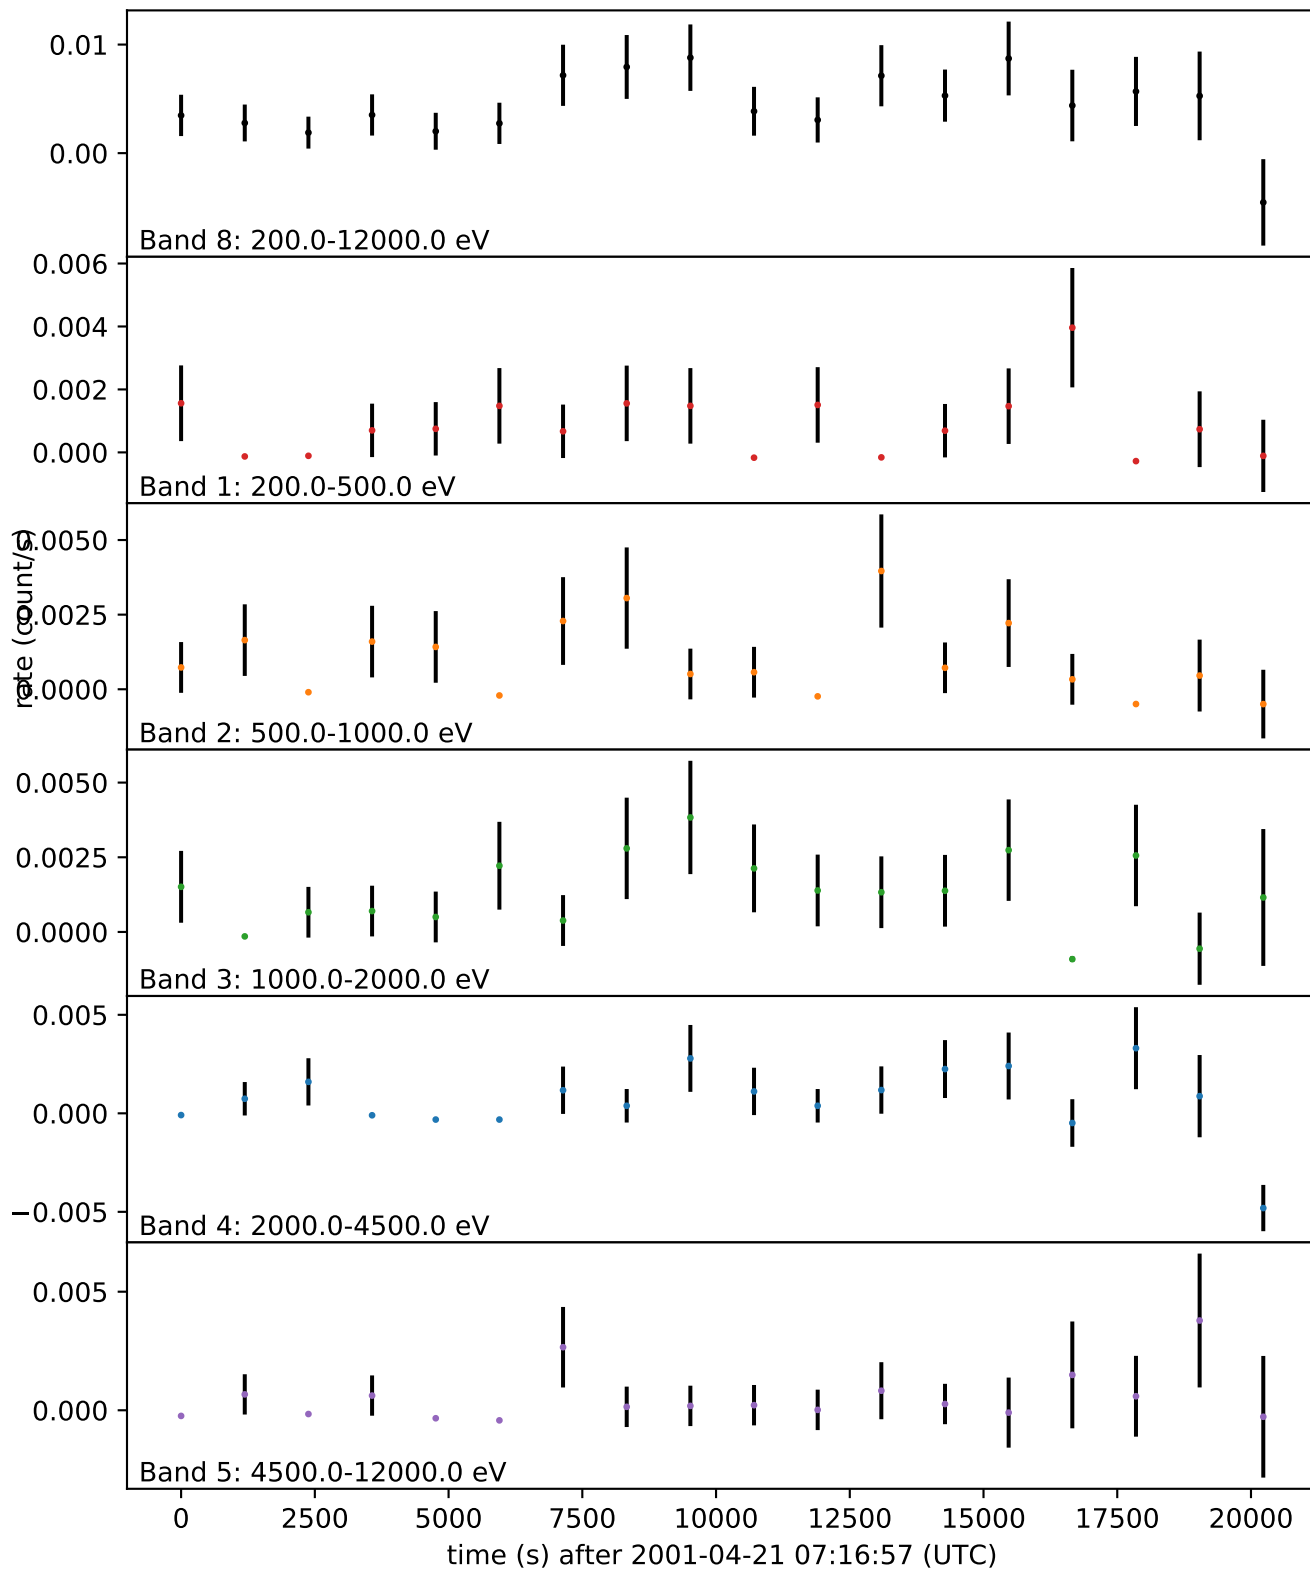 0.01
0.00
Band 8: 200.0-12000.0 eV
0.006
0.004
0.002
0.000
Band 1: 200.0-500.0 eV
rate (count/s)
0.0050
0.0025
0.0000
Band 2: 500.0-1000.0 eV
0.0050
0.0025
0.0000
Band 3: 1000.0-2000.0 eV
0.005
0.000
−0.005
Band 4: 2000.0-4500.0 eV
0.005
0.000
Band 5: 4500.0-12000.0 eV
0 2500 5000 7500 10000 12500 15000 17500 20000
time (s) after 2001-04-21 07:16:57 (UTC)